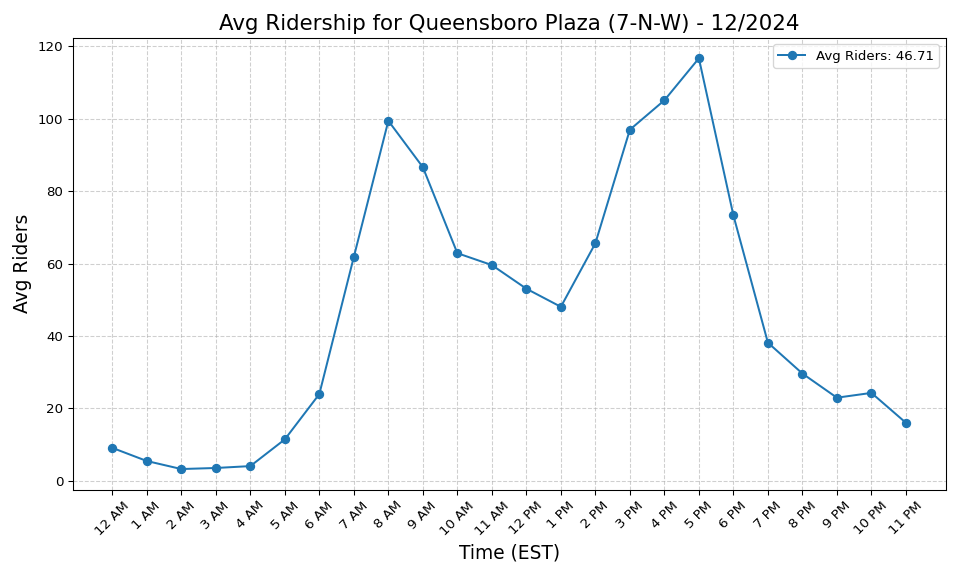 Avg Ridership for Queensboro Plaza (7-N-W) - 12/2024
Avg Riders: 46.71
120
100
80
60
40
20
0
Avg Riders
12 AM
1 AM
2 AM
3 AM
4 AM
5 AM
6 AM
7 AM
8 AM
9 AM
10 AM
11 AM
12 PM
1 PM
2 PM
3 PM
4 PM
5 PM
6 PM
7 PM
8 PM
9 PM
10 PM
11 PM
Time (EST)